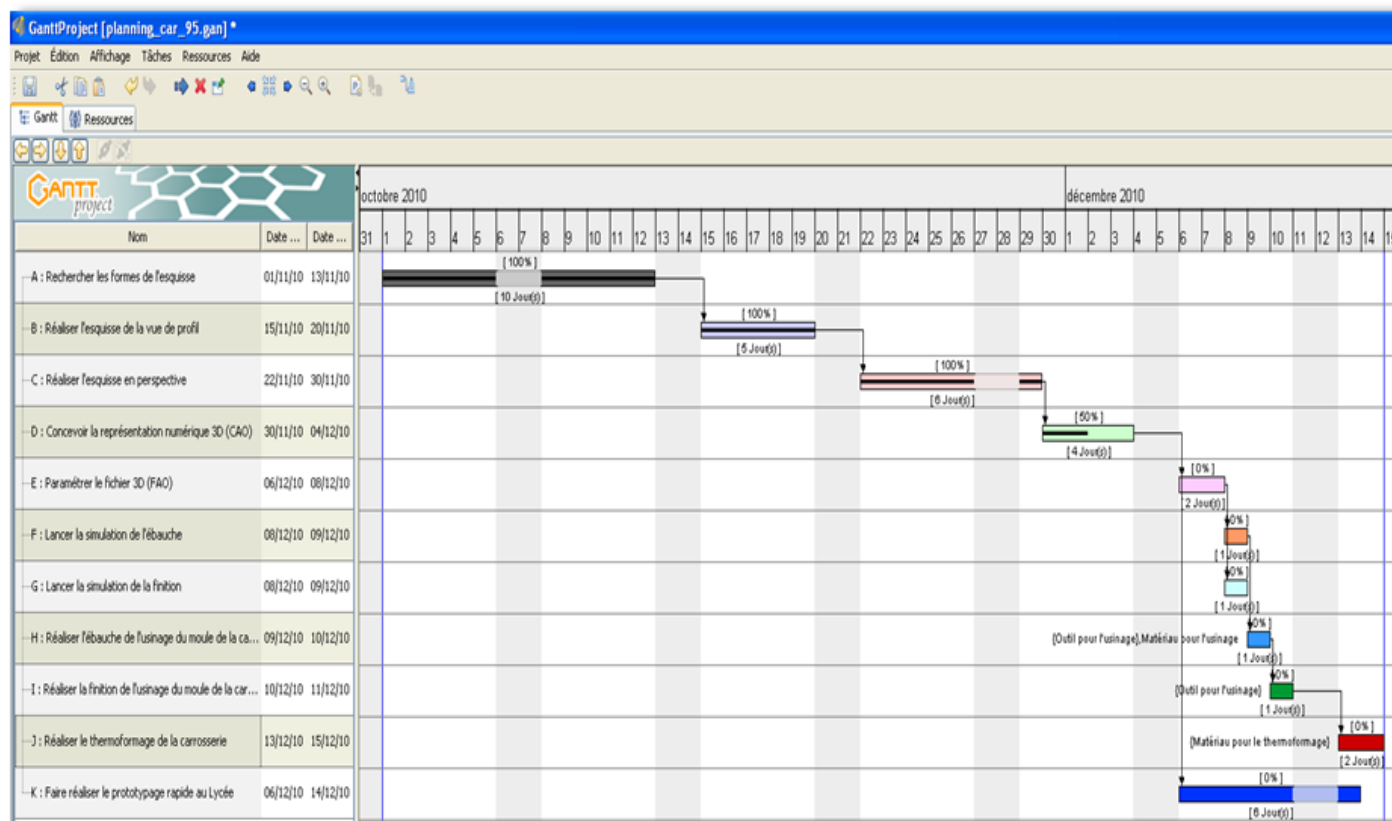 GanttProject [planning_car_95.gan] *
Projet Édition Affichage Tâches Ressources Aide
Gantt Ressources
GANTT project
octobre 2010 décembre 2010
Nom Date ... Date ...
31 1 2 3 4 5 6 7 8 9 10 11 12 13 14 15 16 17 18 19 20 21 22 23 24 25 26 27 28 29 30 1 2 3 4 5 6 7 8 9 10 11 12 13 14
A : Rechercher les formes de l'esquisse 01/11/10 13/11/10
[ 100% ]
[ 10 Jour(s) ]
B : Réaliser l'esquisse de la vue de profil 15/11/10 20/11/10
[ 100% ]
[ 5 Jour(s) ]
C : Réaliser l'esquisse en perspective 22/11/10 30/11/10
[ 100% ]
[ 6 Jour(s) ]
D : Concevoir la représentation numérique 3D (CAO) 30/11/10 04/12/10
[ 50% ]
[ 4 Jour(s) ]
E : Paramétrer le fichier 3D (FAO) 06/12/10 08/12/10
[ 0% ]
[ 2 Jour(s) ]
F : Lancer la simulation de l'ébauche 08/12/10 09/12/10
[ 0% ]
[ 1 Jour(s) ]
G : Lancer la simulation de la finition 08/12/10 09/12/10
[ 0% ]
[ 1 Jour(s) ]
H : Réaliser l'ébauche de l'usinage du moule de la ca... 09/12/10 10/12/10
[ 0% ]
{Outil pour l'usinage},Matériau pour l'usinage
[ 1 Jour(s) ]
I : Réaliser la finition de l'usinage du moule de la car... 10/12/10 11/12/10
[ 0% ]
{Outil pour l'usinage}
[ 1 Jour(s) ]
J : Réaliser le thermoformage de la carrosserie 13/12/10 15/12/10
[ 0% ]
{Matériau pour le thermoformage}
[ 2 Jour(s) ]
K : Faire réaliser le prototypage rapide au Lycée 06/12/10 14/12/10
[ 0% ]
[ 6 Jour(s) ]